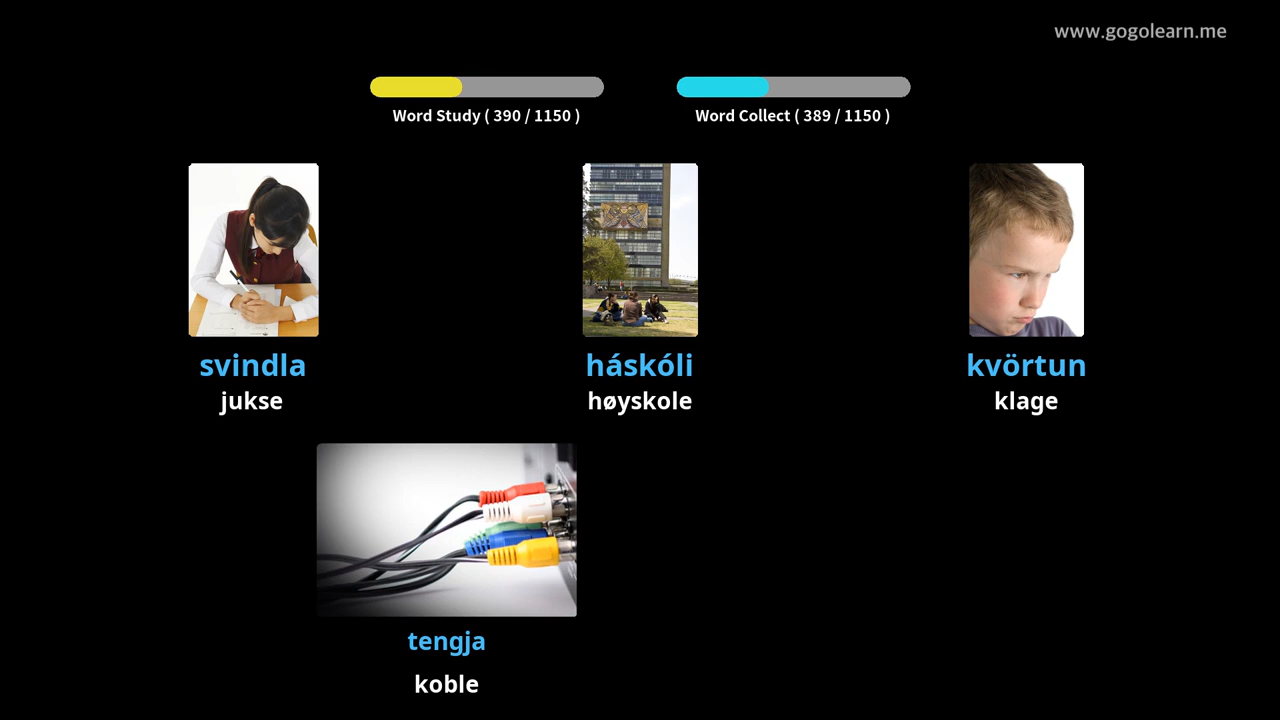 www.gogolearn.me
Word Study ( 390 / 1150 )
Word Collect ( 389 / 1150 )
svindla
jukse
háskóli
høyskole
kvörtun
klage
tengja
koble